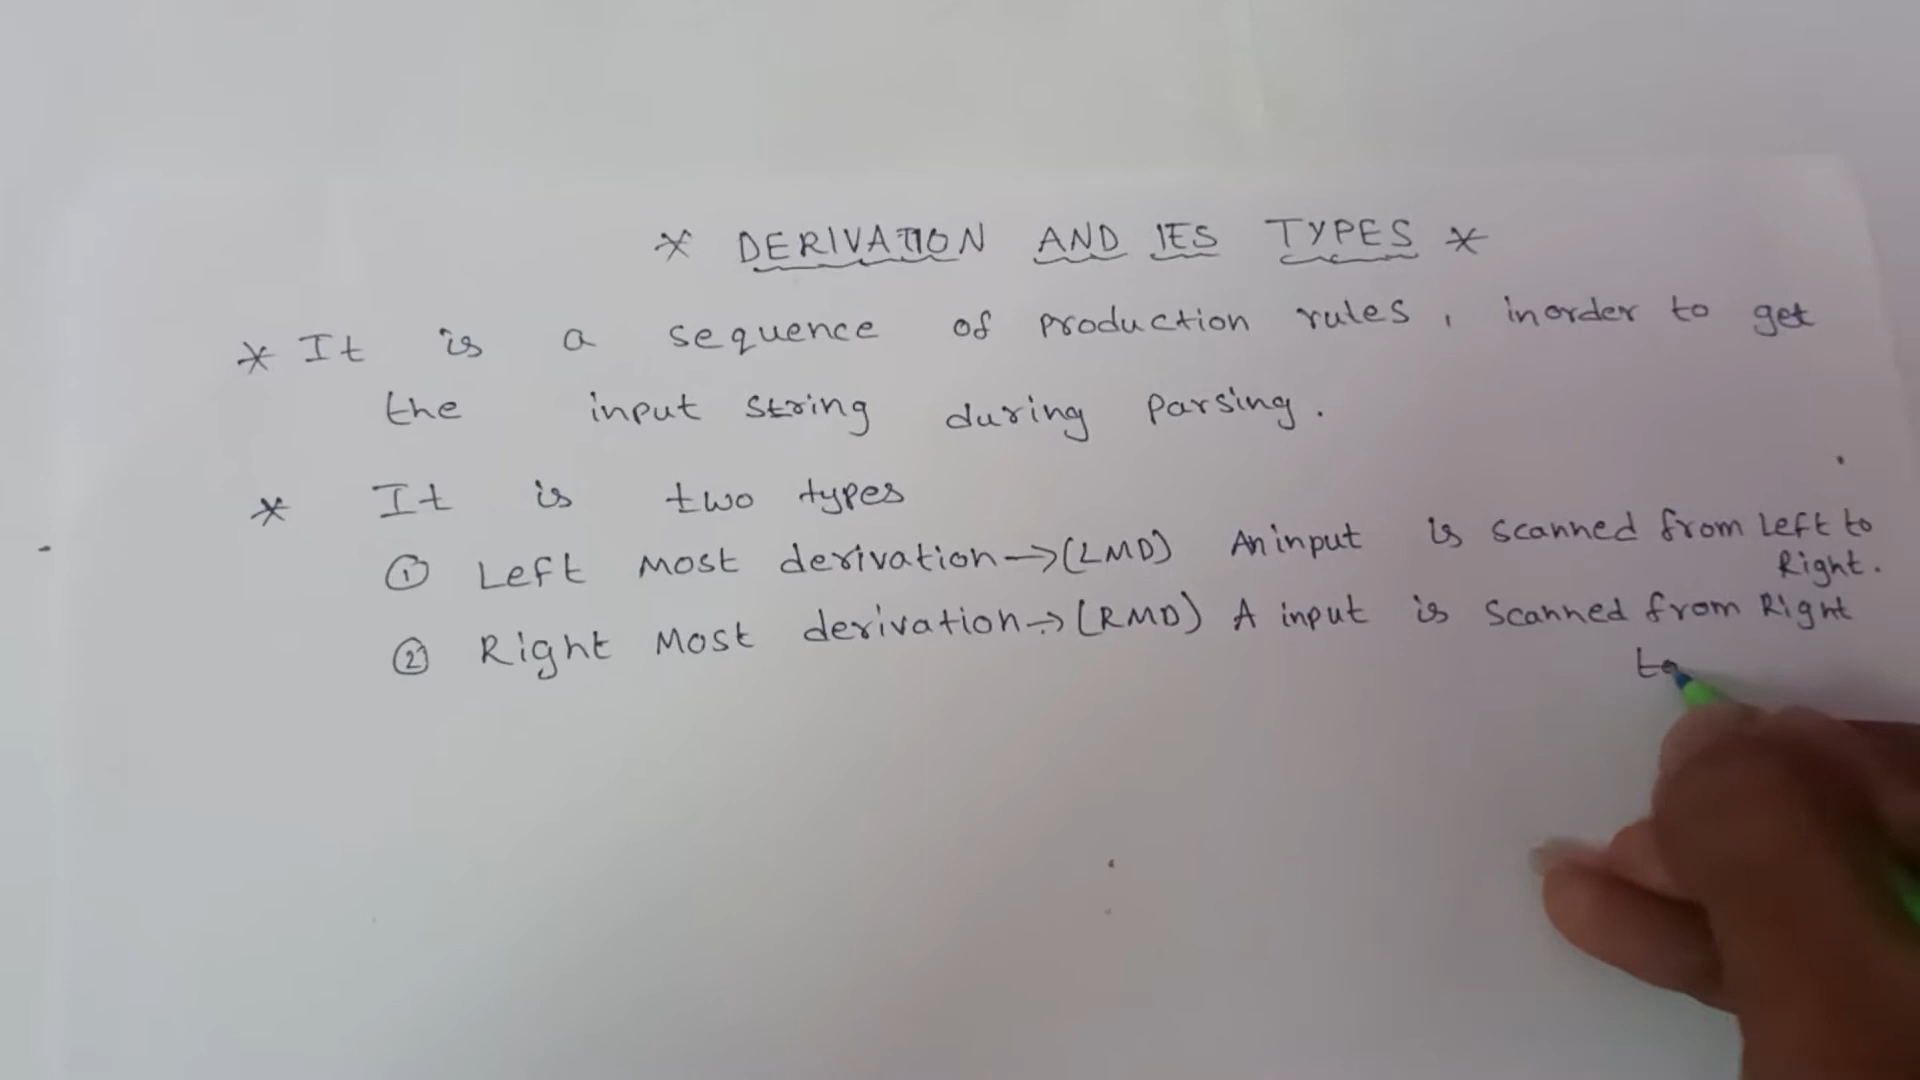 * DERIVATION AND ITS TYPES *
* It is a sequence of production rules, inorder to get
the input string during parsing.
* It is two types
① Left most derivation → (LMD) An input is scanned from Left to
Right.
② Right Most derivation → (RMD) A input is scanned from Right
to